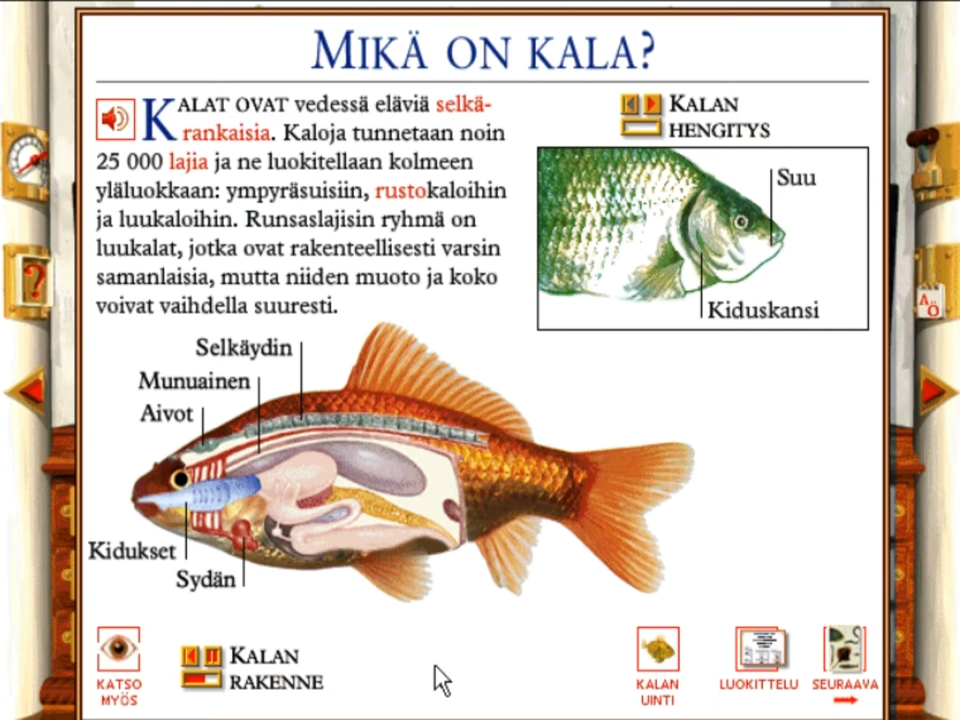 MIKÄ ON KALA?
KALAT OVAT vedessä eläviä selkä-
rankaisia. Kaloja tunnetaan noin
25 000 lajia ja ne luokitellaan kolmeen
yläluokkaan: ympyräsuisiin, rustokaloihin
ja luukaloihin. Runsaslajisin ryhmä on
luukalat, jotka ovat rakenteellisesti varsin
samanlaisia, mutta niiden muoto ja koko
voivat vaihdella suuresti.
KALAN
HENGITYS
Suu
Kiduskansi
Selkäydin
Munuainen
Aivot
Kidukset
Sydän
?
A
Ö
KATSO
MYÖS
KALAN
RAKENNE
KALAN
UINTI
LUOKITTELU
SEURAAVA